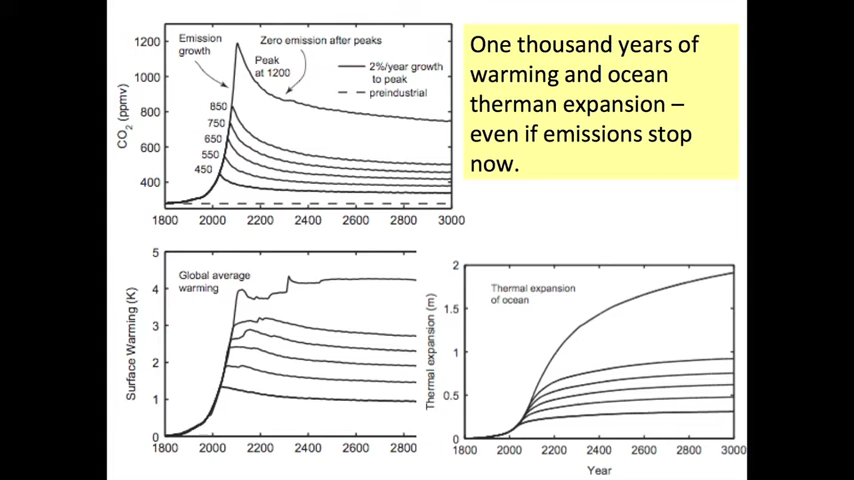 Emission
growth
Zero emission after peaks
Peak
at 1200
2%/year growth
to peak
preindustrial
1200
1000
800
600
400
850
750
650
550
450
CO2 (ppmv)
1800 2000 2200 2400 2600 2800 3000
One thousand years of
warming and ocean
therman expansion –
even if emissions stop
now.
Global average
warming
5
4
3
2
1
0
Surface Warming (K)
1800 2000 2200 2400 2600 2800
Thermal expansion
of ocean
2
1.5
1
0.5
0
Thermal expansion (m)
1800 2000 2200 2400 2600 2800 3000
Year